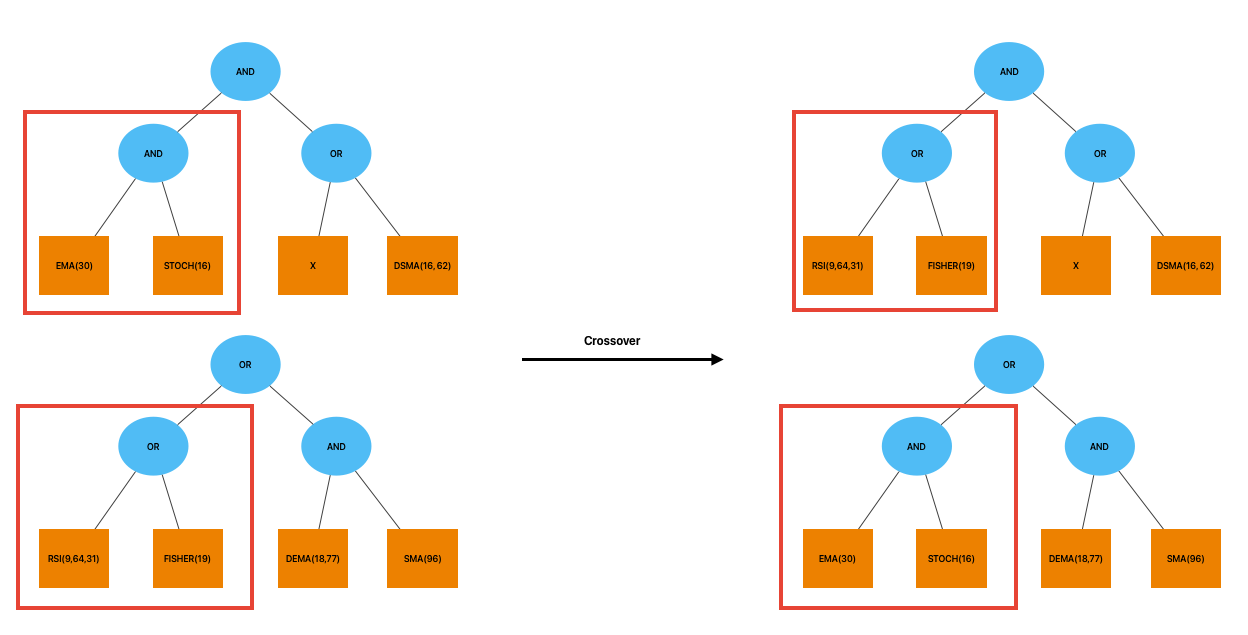 AND
AND
OR
EMA(30)
STOCH(16)
X
DSMA(16, 62)
OR
OR
AND
RSI(9,64,31)
FISHER(19)
DEMA(18,77)
SMA(96)
Crossover
AND
OR
OR
RSI(9,64,31)
FISHER(19)
X
DSMA(16, 62)
OR
AND
AND
EMA(30)
STOCH(16)
DEMA(18,77)
SMA(96)